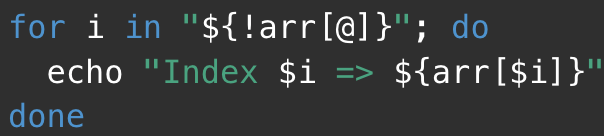 for i in "${!arr[@]}"; do
  echo "Index $i => ${arr[$i]}"
done